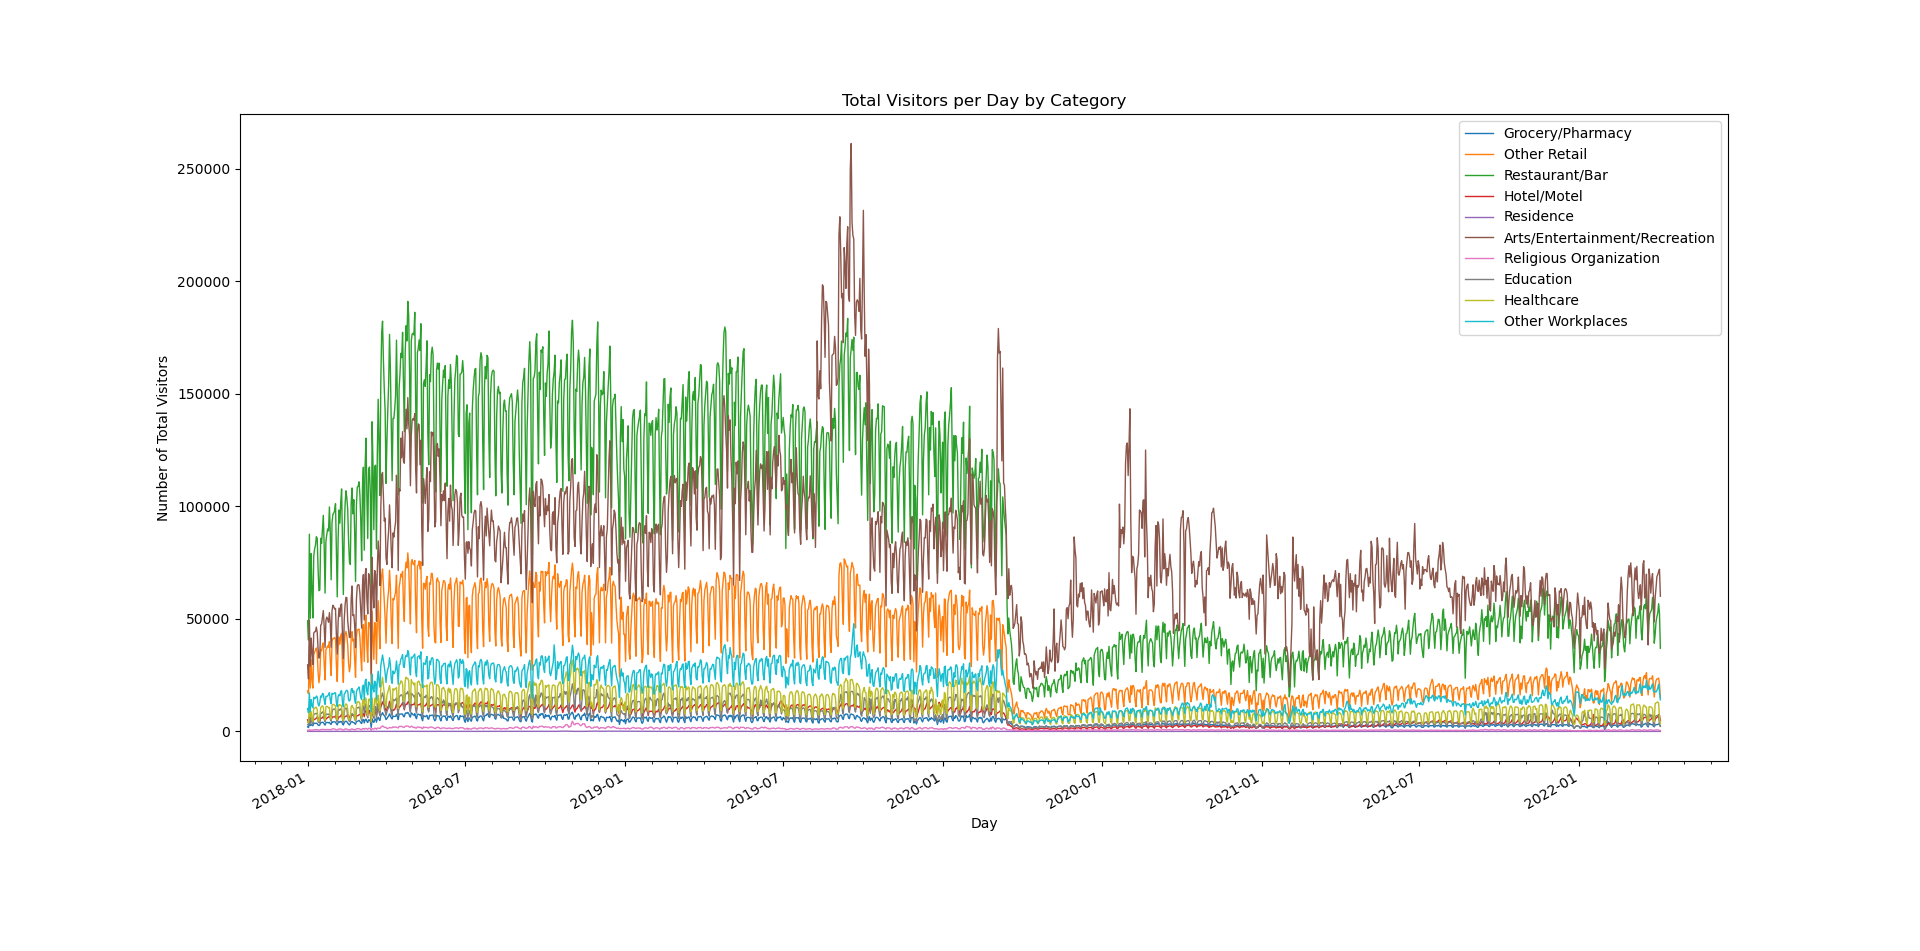 Total Visitors per Day by Category
Number of Total Visitors
250000
200000
150000
100000
50000
0
Grocery/Pharmacy
Other Retail
Restaurant/Bar
Hotel/Motel
Residence
Arts/Entertainment/Recreation
Religious Organization
Education
Healthcare
Other Workplaces
2018-01
2018-07
2019-01
2019-07
2020-01
2020-07
2021-01
2021-07
2022-01
Day